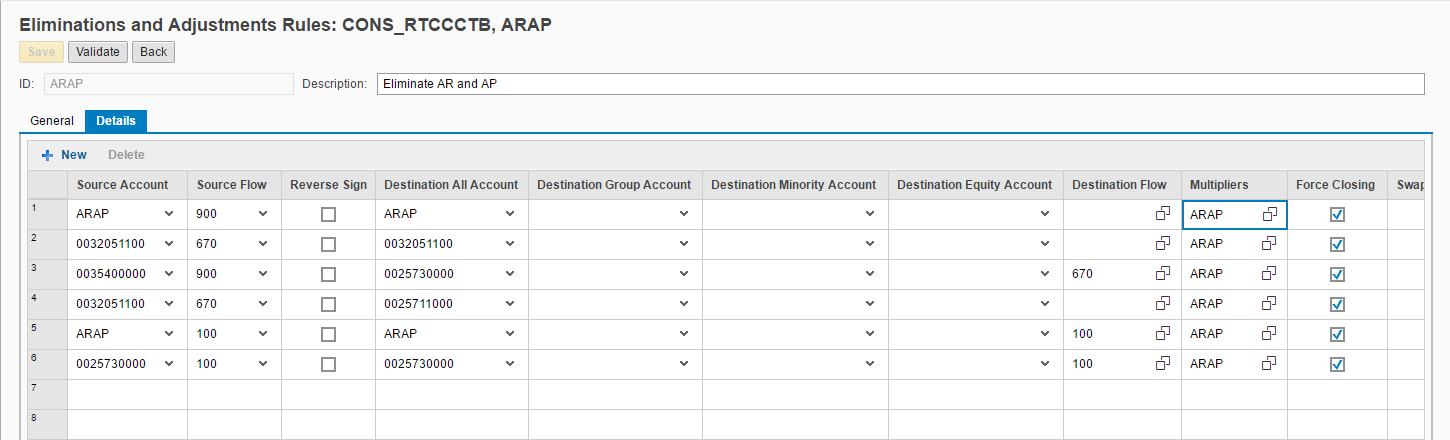 Eliminations and Adjustments Rules: CONS_RTCCCTB, ARAP
Save Validate Back
ID: ARAP Description: Eliminate AR and AP
General Details
New Delete
Source Account Source Flow Reverse Sign Destination All Account Destination Group Account Destination Minority Account Destination Equity Account Destination Flow Multipliers Force Closing Swap
1 ARAP 900 ARAP ARAP
2 0032051100 670 0032051100 ARAP
3 0035400000 900 0025730000 670 ARAP
4 0032051100 670 0025711000 ARAP
5 ARAP 100 ARAP 100 ARAP
6 0025730000 100 0025730000 100 ARAP
7
8